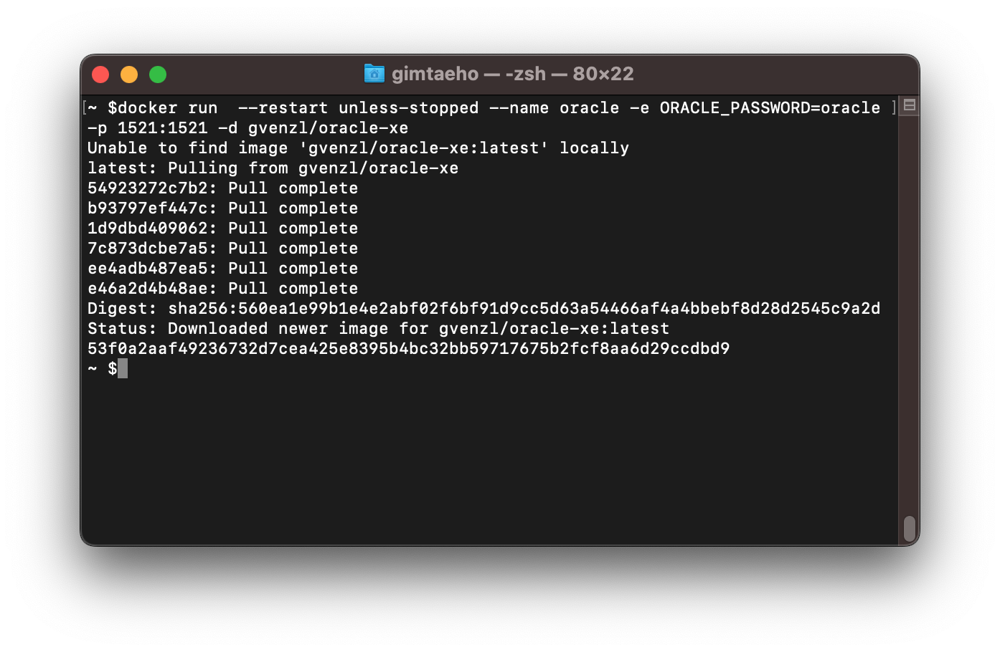 gimtaeho — -zsh — 80×22
~ $docker run  --restart unless-stopped --name oracle -e ORACLE_PASSWORD=oracle
-p 1521:1521 -d gvenzl/oracle-xe
Unable to find image 'gvenzl/oracle-xe:latest' locally
latest: Pulling from gvenzl/oracle-xe
54923272c7b2: Pull complete
b93797ef447c: Pull complete
1d9dbd409062: Pull complete
7c873dcbe7a5: Pull complete
ee4adb487ea5: Pull complete
e46a2d4b48ae: Pull complete
Digest: sha256:560ea1e99b1e4e2abf02f6bf91d9cc5d63a54466af4a4bbebf8d28d2545c9a2d
Status: Downloaded newer image for gvenzl/oracle-xe:latest
53f0a2aaf49236732d7cea425e8395b4bc32bb59717675b2fcf8aa6d29ccdbd9
~ $